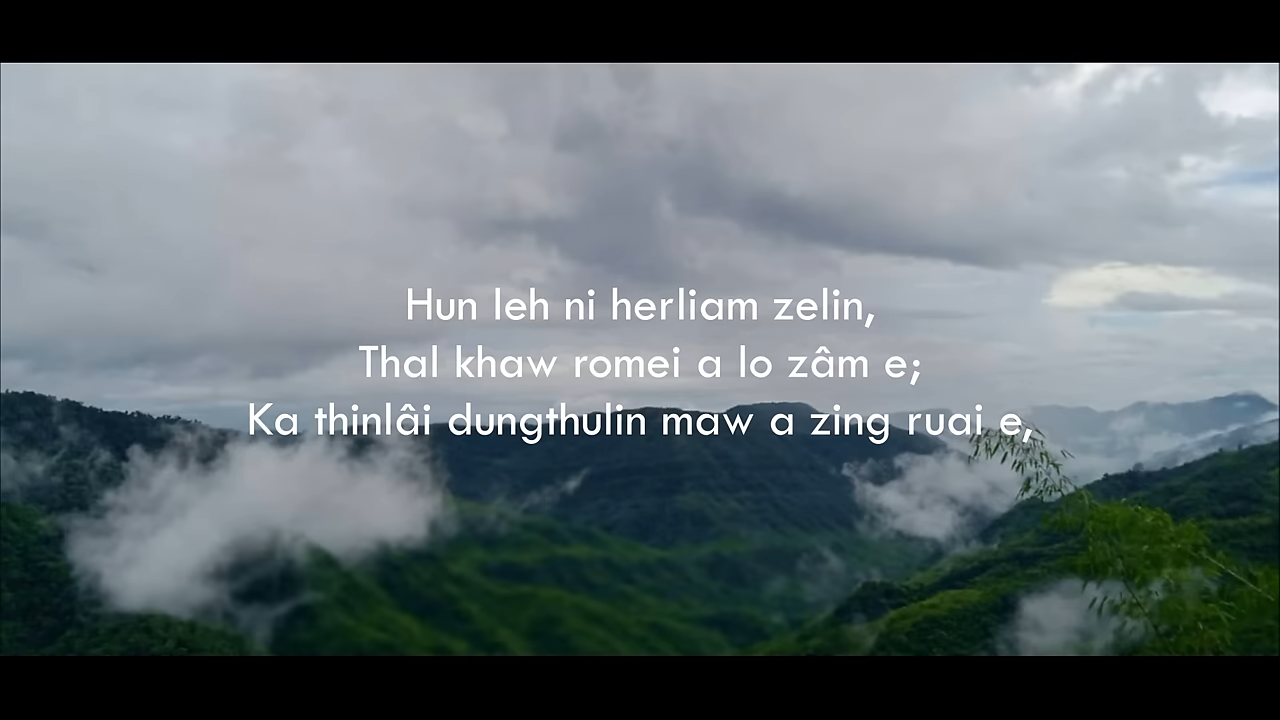 Hun leh ni herliam zelin,
Thal khaw romei a lo zâm e;
Ka thinlâi dungthulin maw a zing ruai e,